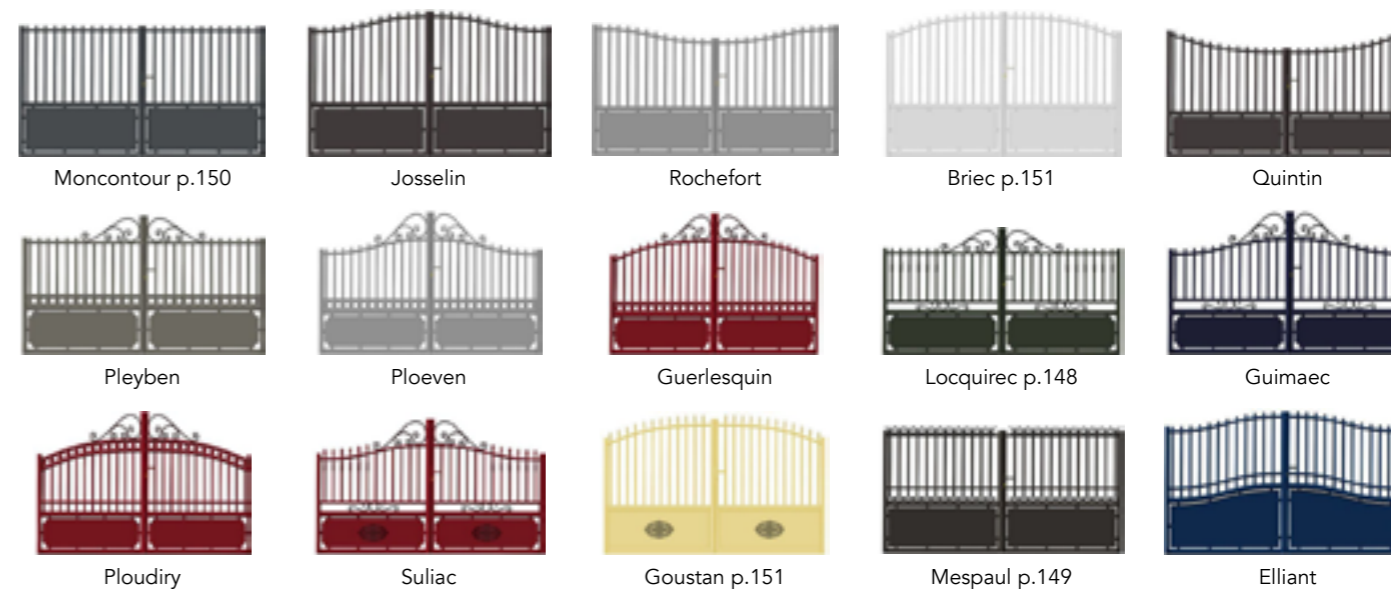 Moncontour p.150
Josselin
Rochefort
Briec p.151
Quintin
Pleyben
Ploeven
Guerlesquin
Locquirec p.148
Guimaec
Ploudiry
Suliac
Goustan p.151
Mespaul p.149
Elliant